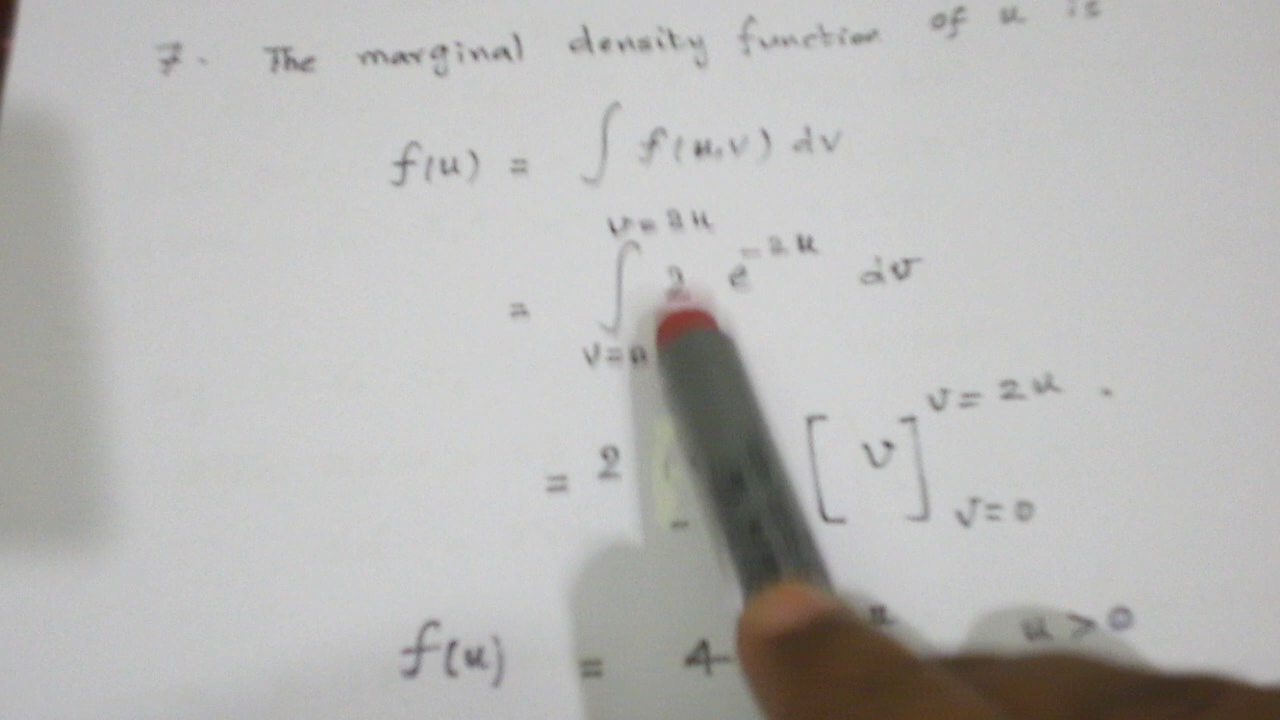 7. The marginal density function of u is
f(u) = ∫ f(u,v) dv
= ∫ 2 e^{-2u} dv
v=2u
v=0
= 2 [v]
v=2u .
v=0
f(u) = 4 u>0